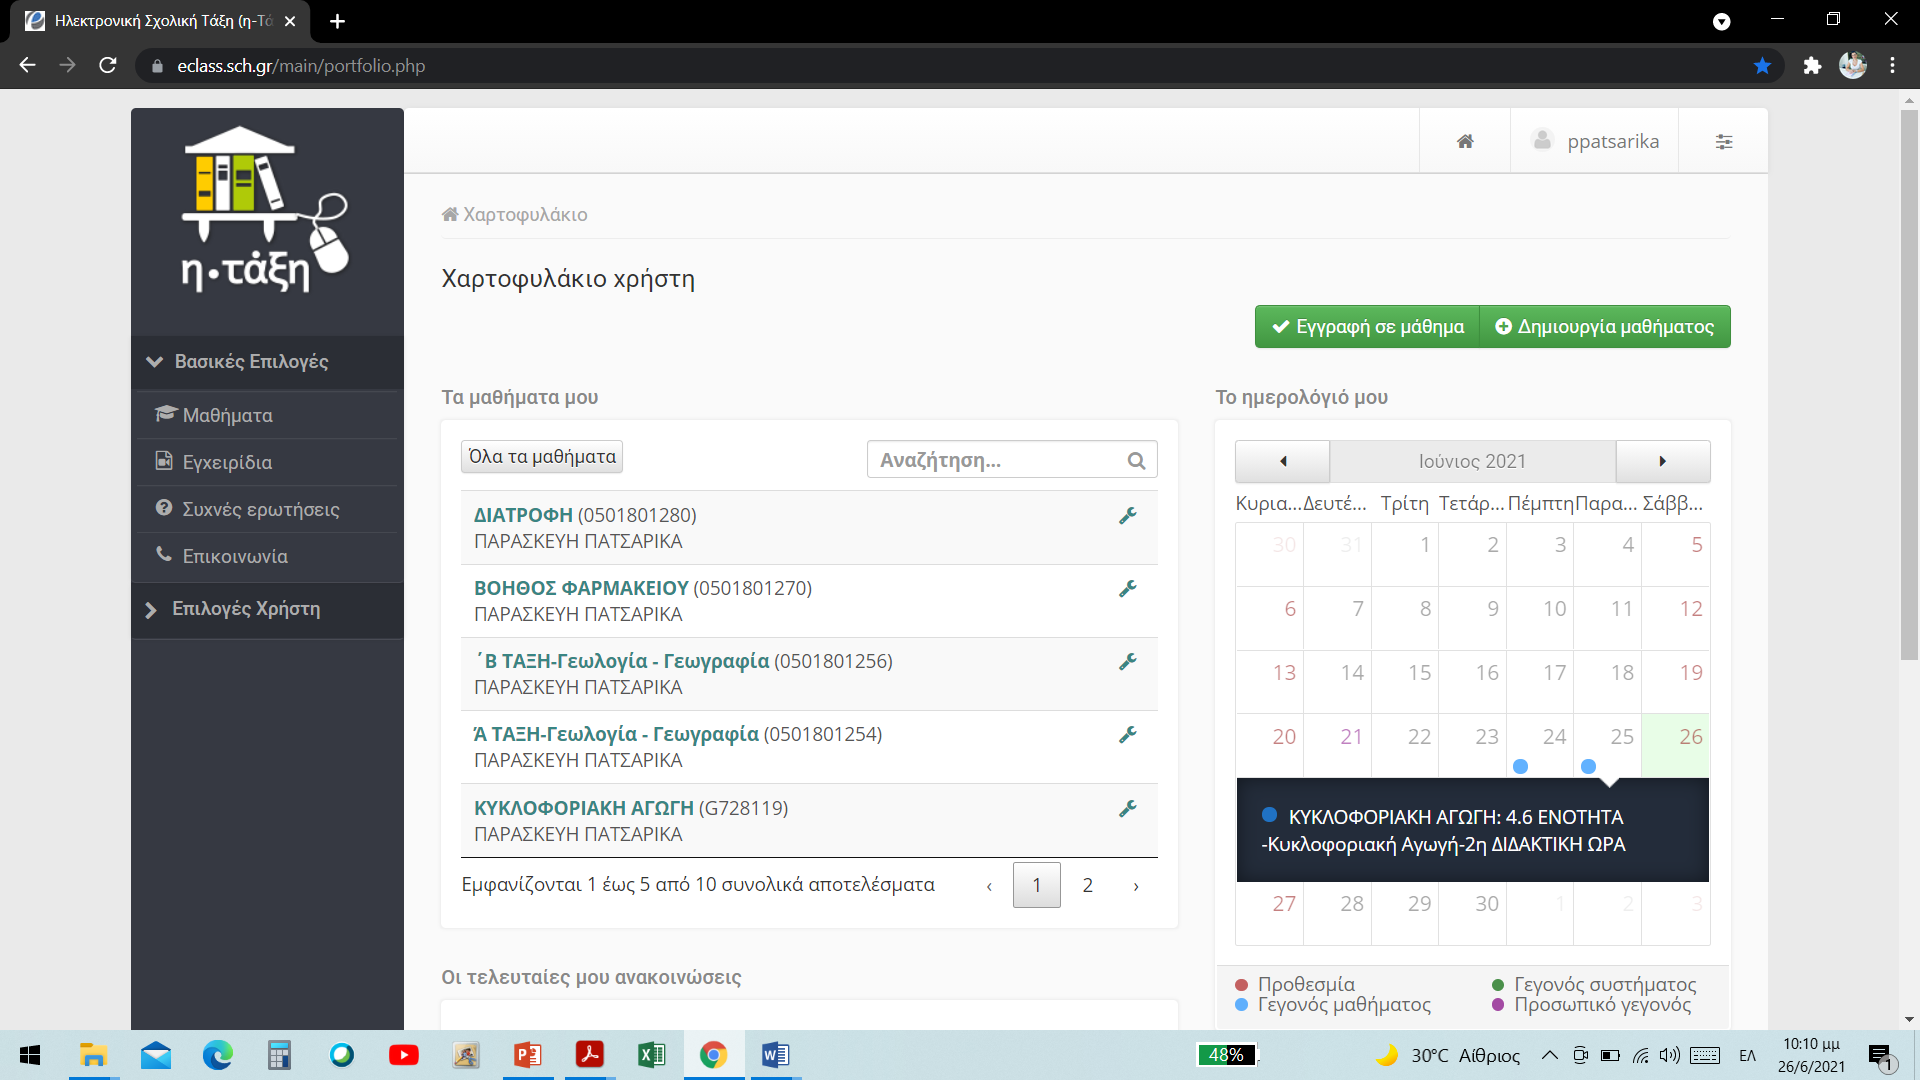 Ηλεκτρονική Σχολική Τάξη (η-Τά
eclass.sch.gr/main/portfolio.php
η·τάξη
ppatsarika
Χαρτοφυλάκιο
Χαρτοφυλάκιο χρήστη
Εγγραφή σε μάθημα
Δημιουργία μαθήματος
Βασικές Επιλογές
Μαθήματα
Εγχειρίδια
Συχνές ερωτήσεις
Επικοινωνία
Επιλογές Χρήστη
Τα μαθήματα μου
Όλα τα μαθήματα
Αναζήτηση...
ΔΙΑΤΡΟΦΗ (0501801280)
ΠΑΡΑΣΚΕΥΗ ΠΑΤΣΑΡΙΚΑ
ΒΟΗΘΟΣ ΦΑΡΜΑΚΕΙΟΥ (0501801270)
ΠΑΡΑΣΚΕΥΗ ΠΑΤΣΑΡΙΚΑ
΄Β ΤΑΞΗ-Γεωλογία - Γεωγραφία (0501801256)
ΠΑΡΑΣΚΕΥΗ ΠΑΤΣΑΡΙΚΑ
Ά ΤΑΞΗ-Γεωλογία - Γεωγραφία (0501801254)
ΠΑΡΑΣΚΕΥΗ ΠΑΤΣΑΡΙΚΑ
ΚΥΚΛΟΦΟΡΙΑΚΗ ΑΓΩΓΗ (G728119)
ΠΑΡΑΣΚΕΥΗ ΠΑΤΣΑΡΙΚΑ
Εμφανίζονται 1 έως 5 από 10 συνολικά αποτελέσματα ‹ 1 2 ›
Οι τελευταίες μου ανακοινώσεις
Το ημερολόγιό μου
Ιούνιος 2021
Κυρια... Δευτέ... Τρίτη Τετάρ... Πέμπτη Παρα... Σάββ...
30 31 1 2 3 4 5
6 7 8 9 10 11 12
13 14 15 16 17 18 19
20 21 22 23 24 25 26
ΚΥΚΛΟΦΟΡΙΑΚΗ ΑΓΩΓΗ: 4.6 ΕΝΟΤΗΤΑ
-Κυκλοφοριακή Αγωγή-2η ΔΙΔΑΚΤΙΚΗ ΩΡΑ
27 28 29 30 1 2 3
Προθεσμία Γεγονός συστήματος
Γεγονός μαθήματος Προσωπικό γεγονός
48%
30°C Αίθριος
ΕΛ
10:10 μμ
26/6/2021
1